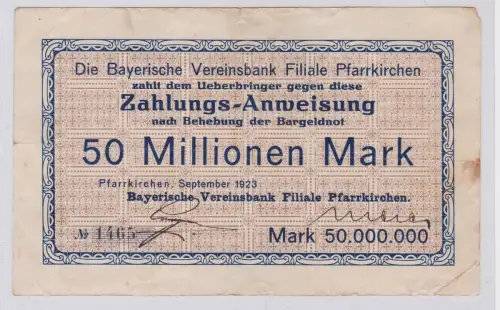 Die Bayerische Vereinsbank Filiale Pfarrkirchen
zahlt dem Ueberbringer gegen diese
Zahlungs-Anweisung
nach Behebung der Bargeldnot
50 Millionen Mark
Pfarrkirchen, September 1923
Bayerische Vereinsbank Filiale Pfarrkirchen.
№ 1465
Mark 50.000.000